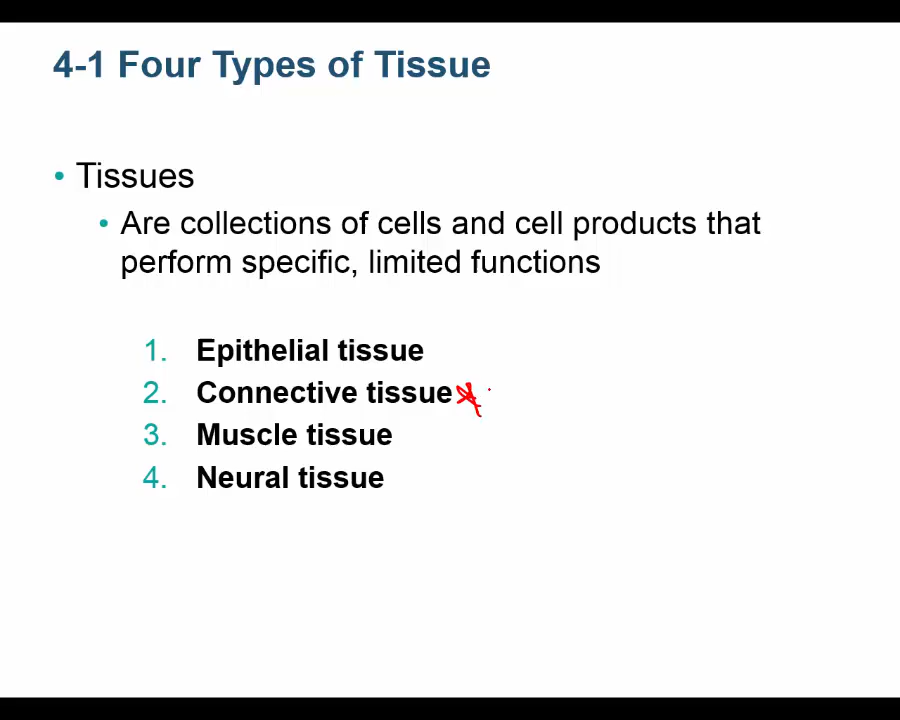 4-1 Four Types of Tissue
• Tissues
• Are collections of cells and cell products that
perform specific, limited functions
1. Epithelial tissue
2. Connective tissue
3. Muscle tissue
4. Neural tissue